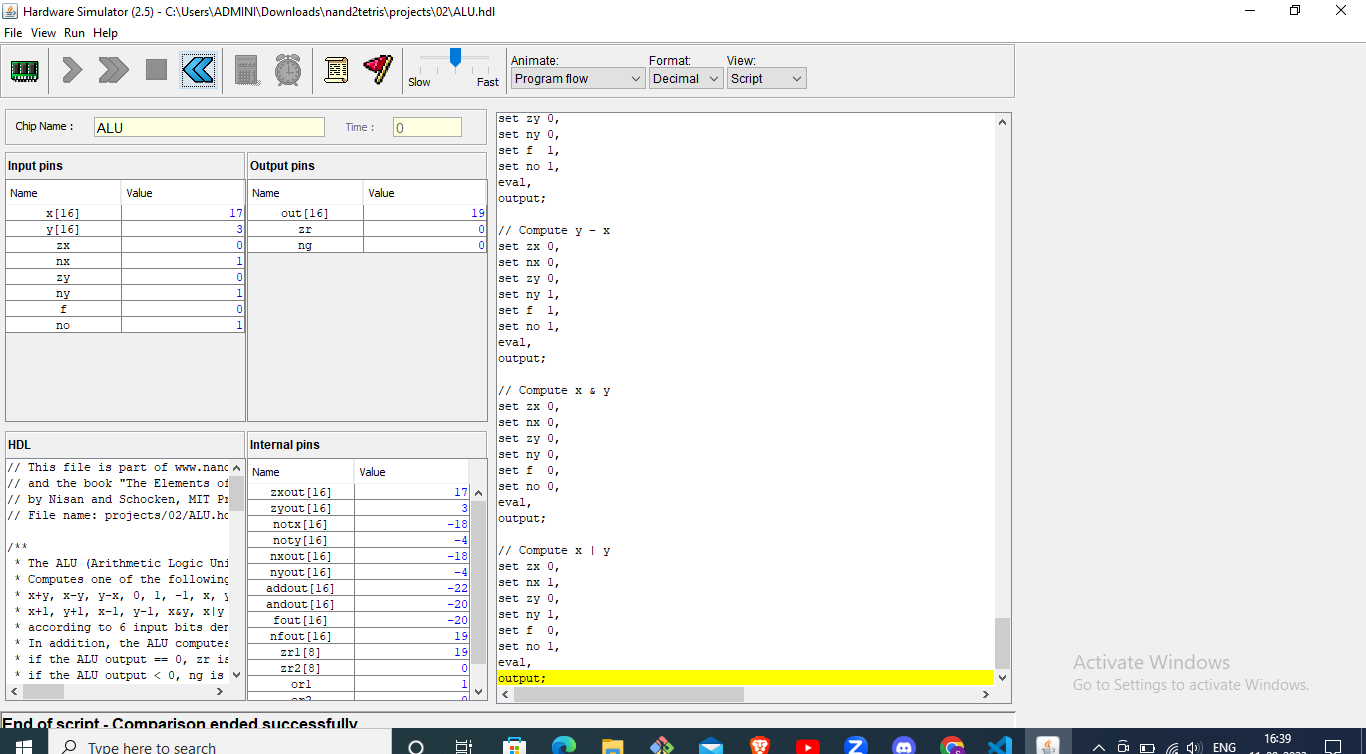 Hardware Simulator (2.5) - C:\Users\ADMINI\Downloads\nand2tetris\projects\02\ALU.hdl
File View Run Help
Slow Fast
Animate: Format: View:
Program flow Decimal Script
Chip Name : ALU Time : 0
Input pins
Name Value
x[16] 17
y[16] 3
zx 0
nx 1
zy 0
ny 1
f 0
no 1
Output pins
Name Value
out[16] 19
zr 0
ng 0
HDL
// This file is part of www.nand
// and the book "The Elements of
// by Nisan and Schocken, MIT Pr
// File name: projects/02/ALU.hd
/**
* The ALU (Arithmetic Logic Uni
* Computes one of the following
* x+y, x-y, y-x, 0, 1, -1, x, y
* x+1, y+1, x-1, y-1, x&y, x|y
* according to 6 input bits den
* In addition, the ALU computes
* if the ALU output == 0, zr is
* if the ALU output < 0, ng is
Internal pins
Name Value
zxout[16] 17
zyout[16] 3
notx[16] -18
noty[16] -4
nxout[16] -18
nyout[16] -4
addout[16] -22
andout[16] -20
fout[16] -20
nfout[16] 19
zr1[8] 19
zr2[8] 0
or1 1
or2 0
set zy 0,
set ny 0,
set f 1,
set no 1,
eval,
output;
// Compute y - x
set zx 0,
set nx 0,
set zy 0,
set ny 1,
set f 1,
set no 1,
eval,
output;
// Compute x & y
set zx 0,
set nx 0,
set zy 0,
set ny 0,
set f 0,
set no 0,
eval,
output;
// Compute x | y
set zx 0,
set nx 1,
set zy 0,
set ny 1,
set f 0,
set no 1,
eval,
output;
Activate Windows
Go to Settings to activate Windows.
End of script - Comparison ended successfully
Type here to search
ENG
16:39